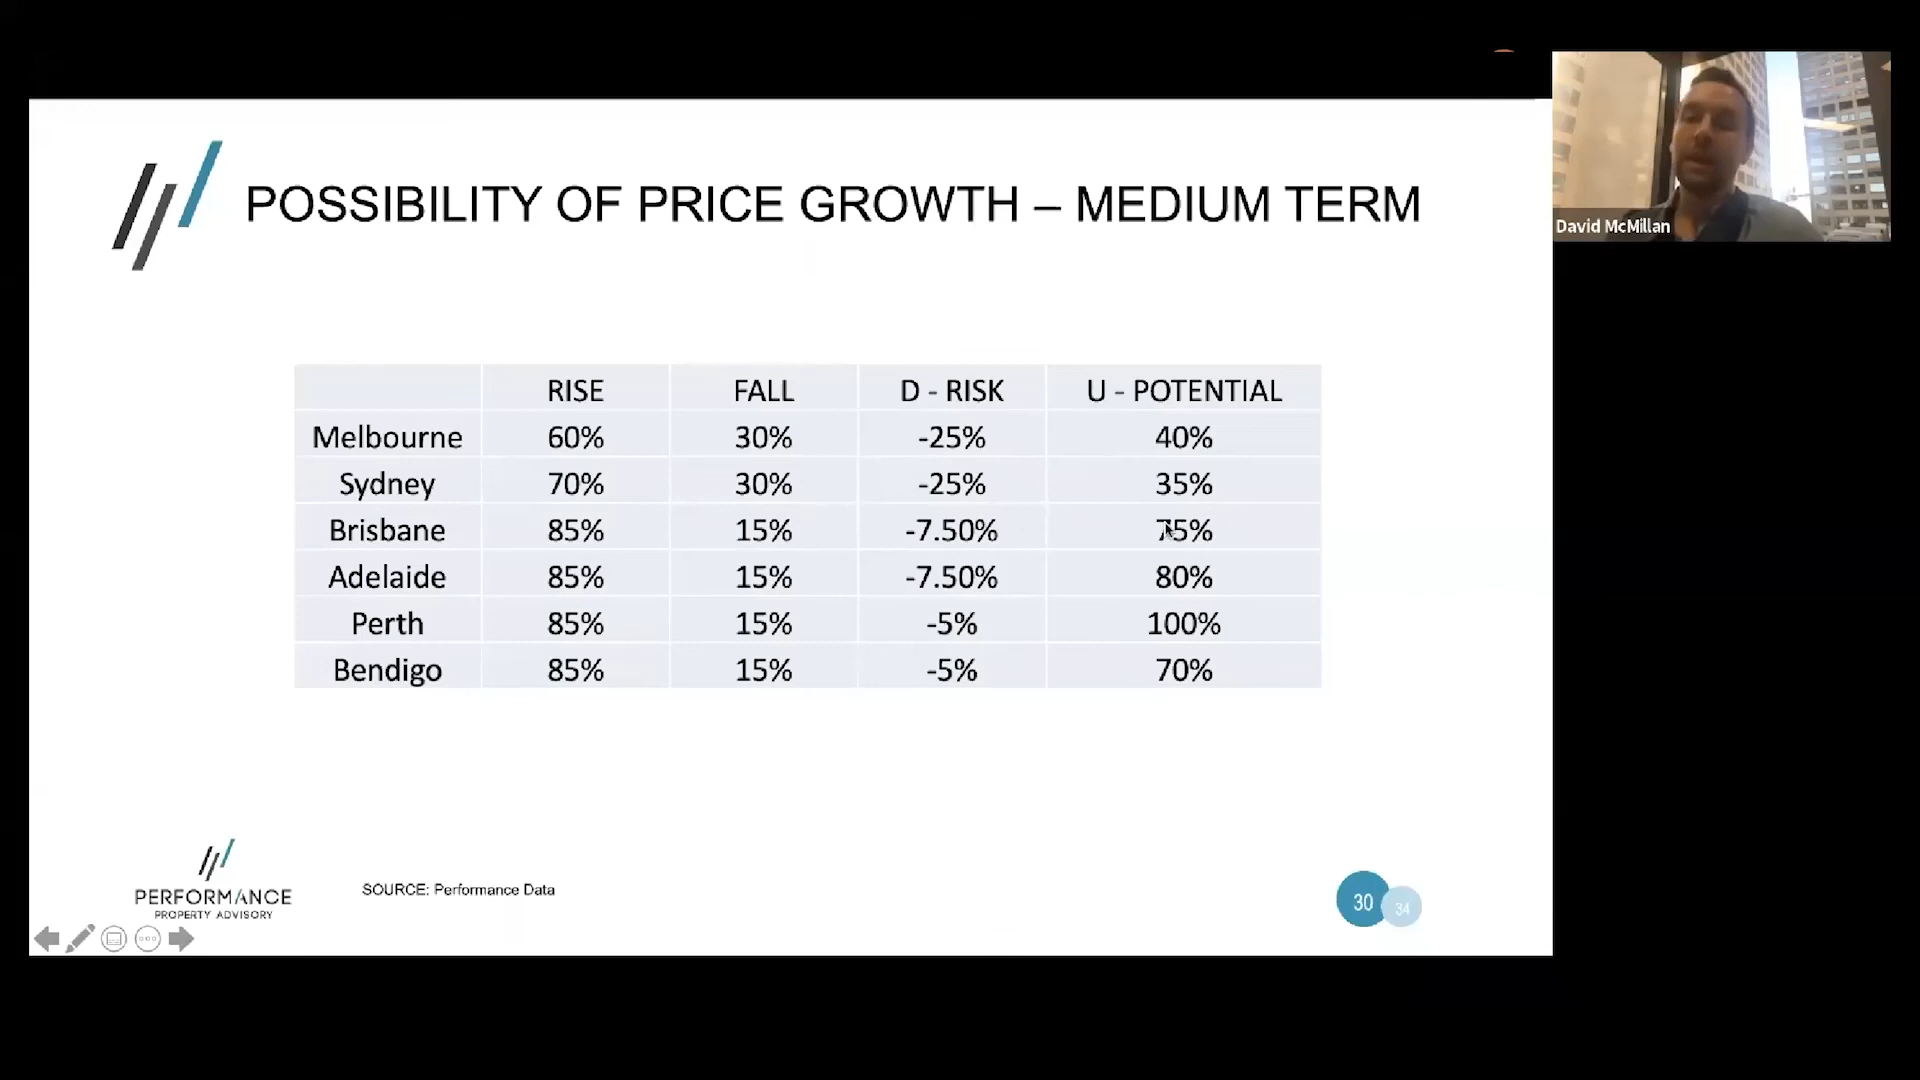 POSSIBILITY OF PRICE GROWTH – MEDIUM TERM
David McMillan
RISE FALL D - RISK U - POTENTIAL
Melbourne 60% 30% -25% 40%
Sydney 70% 30% -25% 35%
Brisbane 85% 15% -7.50% 75%
Adelaide 85% 15% -7.50% 80%
Perth 85% 15% -5% 100%
Bendigo 85% 15% -5% 70%
PERFORMANCE
PROPERTY ADVISORY
SOURCE: Performance Data
30 34